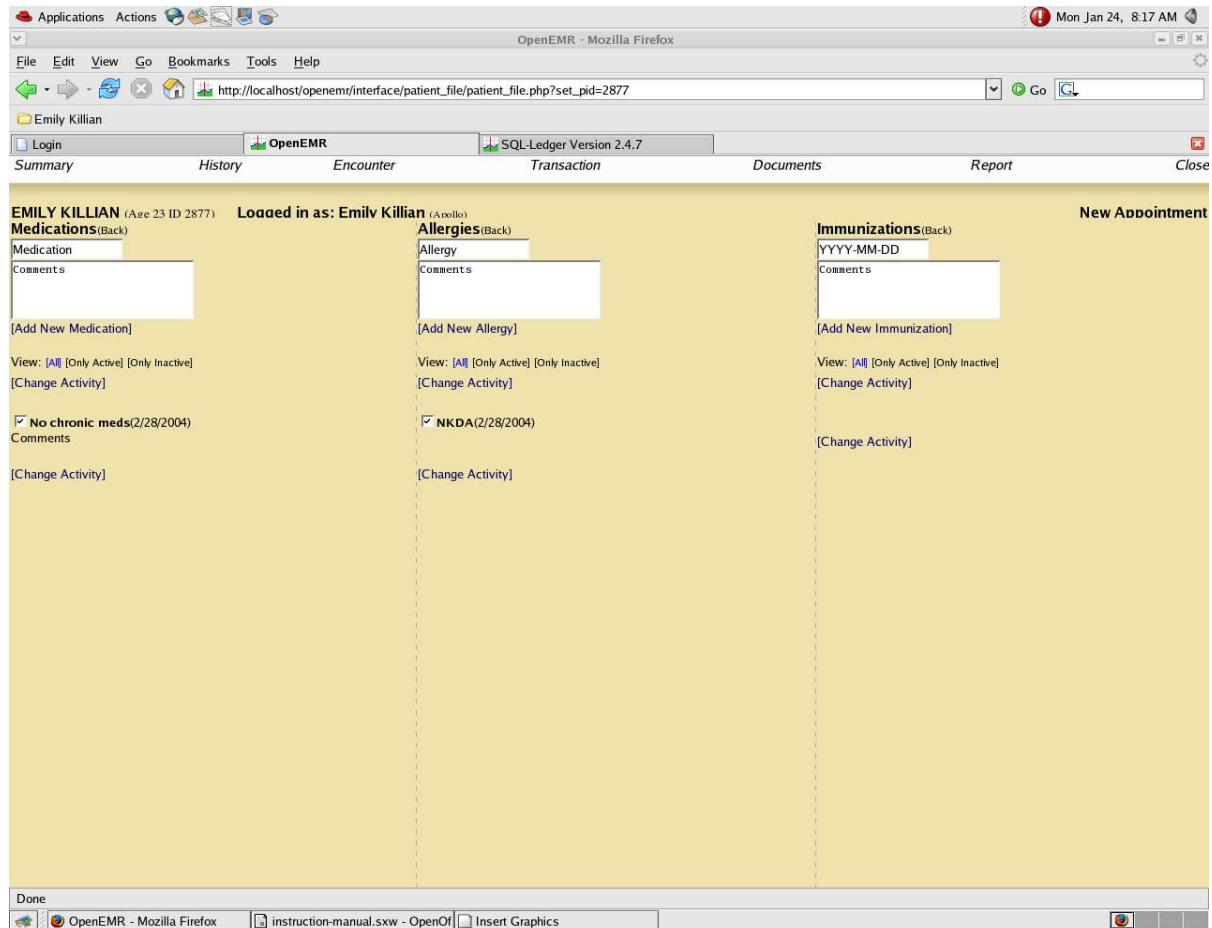 Applications Actions Mon Jan 24, 8:17 AM
OpenEMR - Mozilla Firefox
File Edit View Go Bookmarks Tools Help
http://localhost/openemr/interface/patient_file/patient_file.php?set_pid=2877 Go G
Emily Killian
Login OpenEMR SQL-Ledger Version 2.4.7
Summary History Encounter Transaction Documents Report Close
EMILY KILLIAN (Age 23 ID 2877) Logged in as: Emily Killian (Apollo) New Appointment
Medications(Back) Allergies(Back) Immunizations(Back)
Medication Allergy YYYY-MM-DD
Comments Comments Comments
[Add New Medication] [Add New Allergy] [Add New Immunization]
View: [All] [Only Active] [Only Inactive] View: [All] [Only Active] [Only Inactive] View: [All] [Only Active] [Only Inactive]
[Change Activity] [Change Activity] [Change Activity]
No chronic meds(2/28/2004) NKDA(2/28/2004)
Comments [Change Activity]
[Change Activity] [Change Activity]
Done
OpenEMR - Mozilla Firefox instruction-manual.sxw - OpenOf Insert Graphics